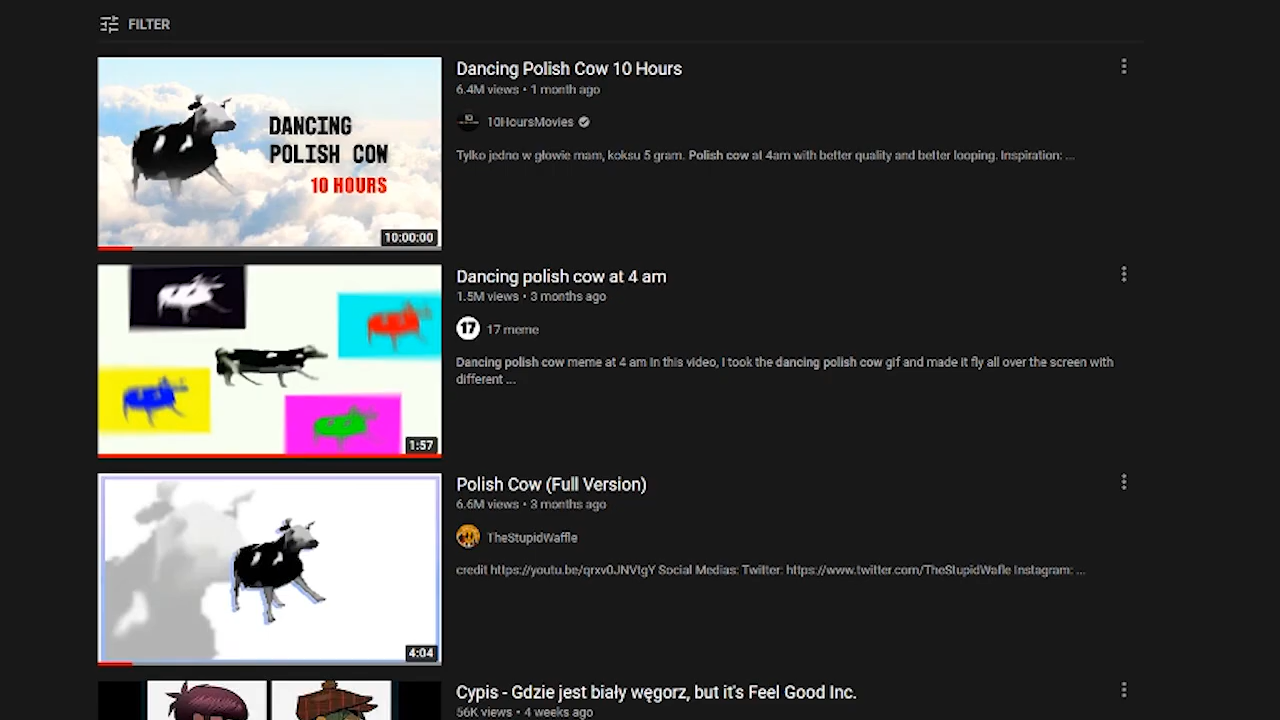 FILTER
DANCING
POLISH COW
10 HOURS
10:00:00
Dancing Polish Cow 10 Hours
6.4M views • 1 month ago
10HoursMovies
Tylko jedno w głowie mam, koksu 5 gram. Polish cow at 4am with better quality and better looping. Inspiration: ...
1:57
Dancing polish cow at 4 am
1.5M views • 3 months ago
17
17 meme
Dancing polish cow meme at 4 am In this video, I took the dancing polish cow gif and made it fly all over the screen with
different ...
4:04
Polish Cow (Full Version)
6.6M views • 3 months ago
TheStupidWaffle
credit https://youtu.be/qrxv0JNVtgY Social Medias: Twitter: https://www.twitter.com/TheStupidWafle Instagram: ...
Cypis - Gdzie jest biały węgorz, but it's Feel Good Inc.
56K views • 4 weeks ago